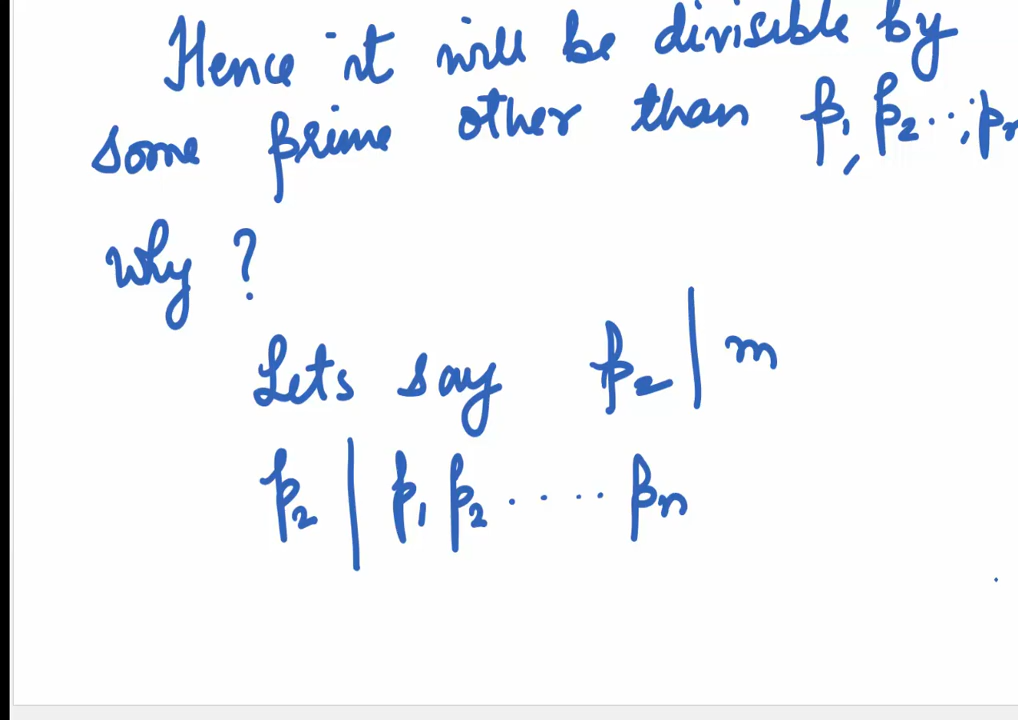 Hence it will be divisible by
some prime other than p₁, p₂ ..., pₙ
why ?
Lets say p₂ | m
p₂ | p₁ p₂ ..... pₙ